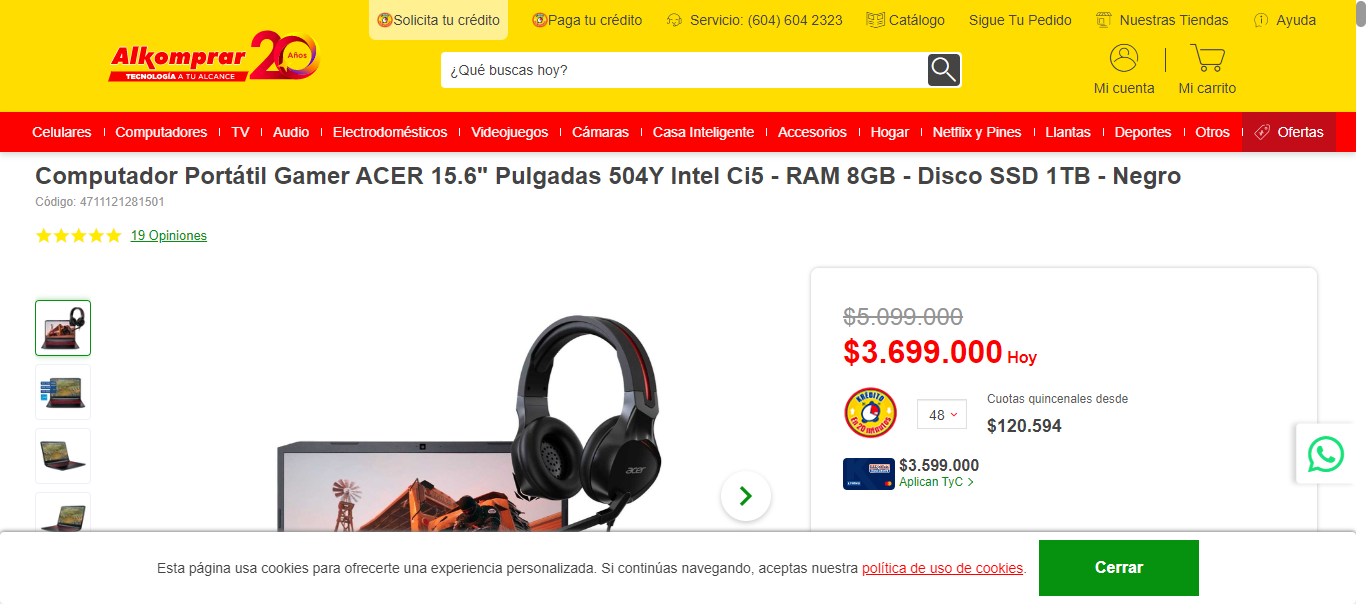 Solicita tu crédito
Paga tu crédito
Servicio: (604) 604 2323
Catálogo
Sigue Tu Pedido
Nuestras Tiendas
Ayuda
Alkomprar 20 Años
TECNOLOGÍA A TU ALCANCE
¿Qué buscas hoy?
Mi cuenta
Mi carrito
Celulares
Computadores
TV
Audio
Electrodomésticos
Videojuegos
Cámaras
Casa Inteligente
Accesorios
Hogar
Netflix y Pines
Llantas
Deportes
Otros
Ofertas
Computador Portátil Gamer ACER 15.6" Pulgadas 504Y Intel Ci5 - RAM 8GB - Disco SSD 1TB - Negro
Código: 4711121281501
19 Opiniones
acer
$5.099.000
$3.699.000 Hoy
KRÉDITO
En 20 minutos
48
Cuotas quincenales desde
$120.594
$3.599.000
Aplican TyC >
Esta página usa cookies para ofrecerte una experiencia personalizada. Si continúas navegando, aceptas nuestra política de uso de cookies.
Cerrar